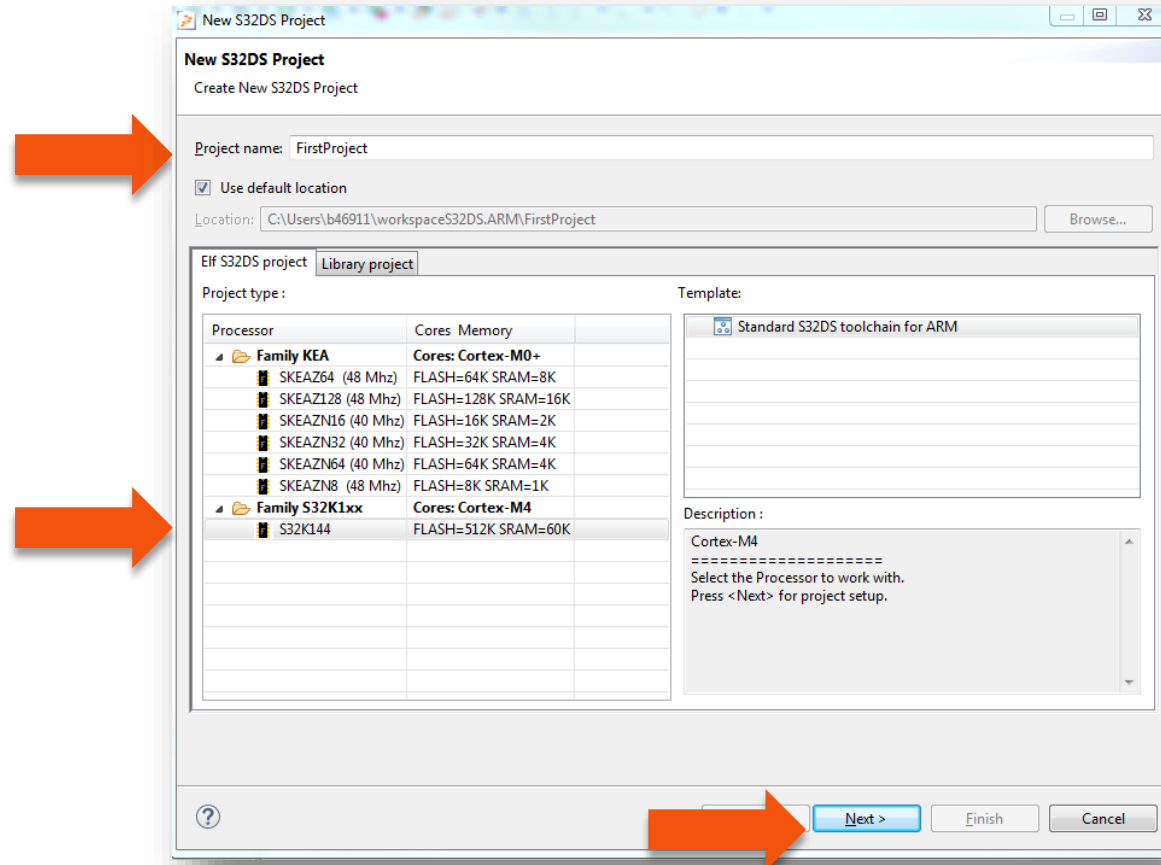 New S32DS Project
New S32DS Project
Create New S32DS Project
Project name: FirstProject
Use default location
Location: C:\Users\b46911\workspaceS32DS.ARM\FirstProject Browse...
Elf S32DS project Library project
Project type : Template:
Processor Cores Memory Standard S32DS toolchain for ARM
Family KEA Cores: Cortex-M0+
SKEAZ64 (48 Mhz) FLASH=64K SRAM=8K
SKEAZ128 (48 Mhz) FLASH=128K SRAM=16K
SKEAZN16 (40 Mhz) FLASH=16K SRAM=2K
SKEAZN32 (40 Mhz) FLASH=32K SRAM=4K
SKEAZN64 (40 Mhz) FLASH=64K SRAM=4K
SKEAZN8 (48 Mhz) FLASH=8K SRAM=1K
Family S32K1xx Cores: Cortex-M4
S32K144 FLASH=512K SRAM=60K
Description :
Cortex-M4
====================
Select the Processor to work with.
Press <Next> for project setup.
? Next > Finish Cancel